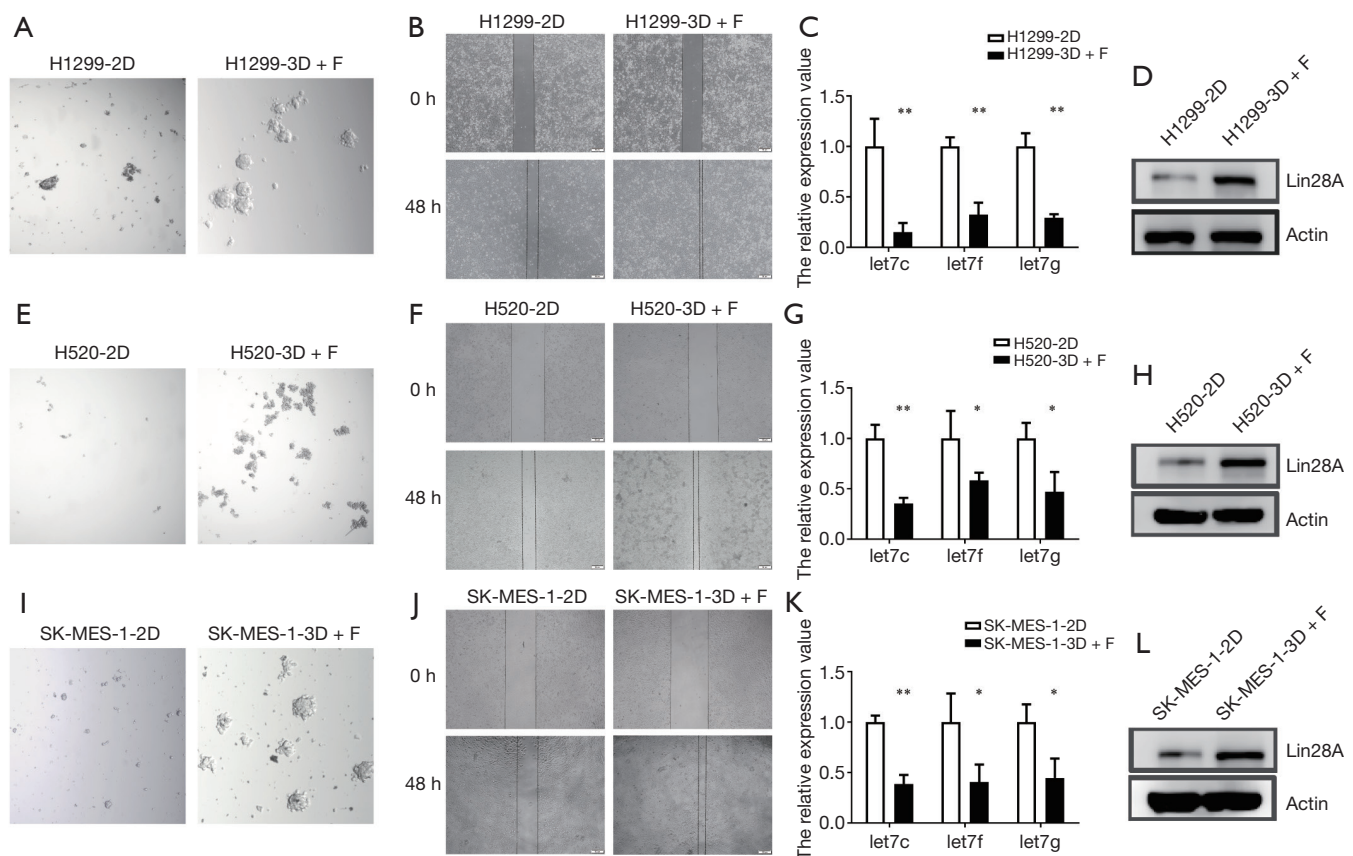 A
H1299-2D
H1299-3D + F
B
H1299-2D
H1299-3D + F
0 h
48 h
C
H1299-2D
H1299-3D + F
The relative expression value
1.5
1.0
0.5
0.0
** ** **
let7c let7f let7g
D
H1299-2D
H1299-3D + F
Lin28A
Actin
E
H520-2D
H520-3D + F
F
H520-2D
H520-3D + F
0 h
48 h
G
H520-2D
H520-3D + F
The relative expression value
1.5
1.0
0.5
0.0
** * *
let7c let7f let7g
H
H520-2D
H520-3D + F
Lin28A
Actin
I
SK-MES-1-2D
SK-MES-1-3D + F
J
SK-MES-1-2D
SK-MES-1-3D + F
0 h
48 h
K
SK-MES-1-2D
SK-MES-1-3D + F
The relative expression value
1.5
1.0
0.5
0.0
** * *
let7c let7f let7g
L
SK-MES-1-2D
SK-MES-1-3D + F
Lin28A
Actin